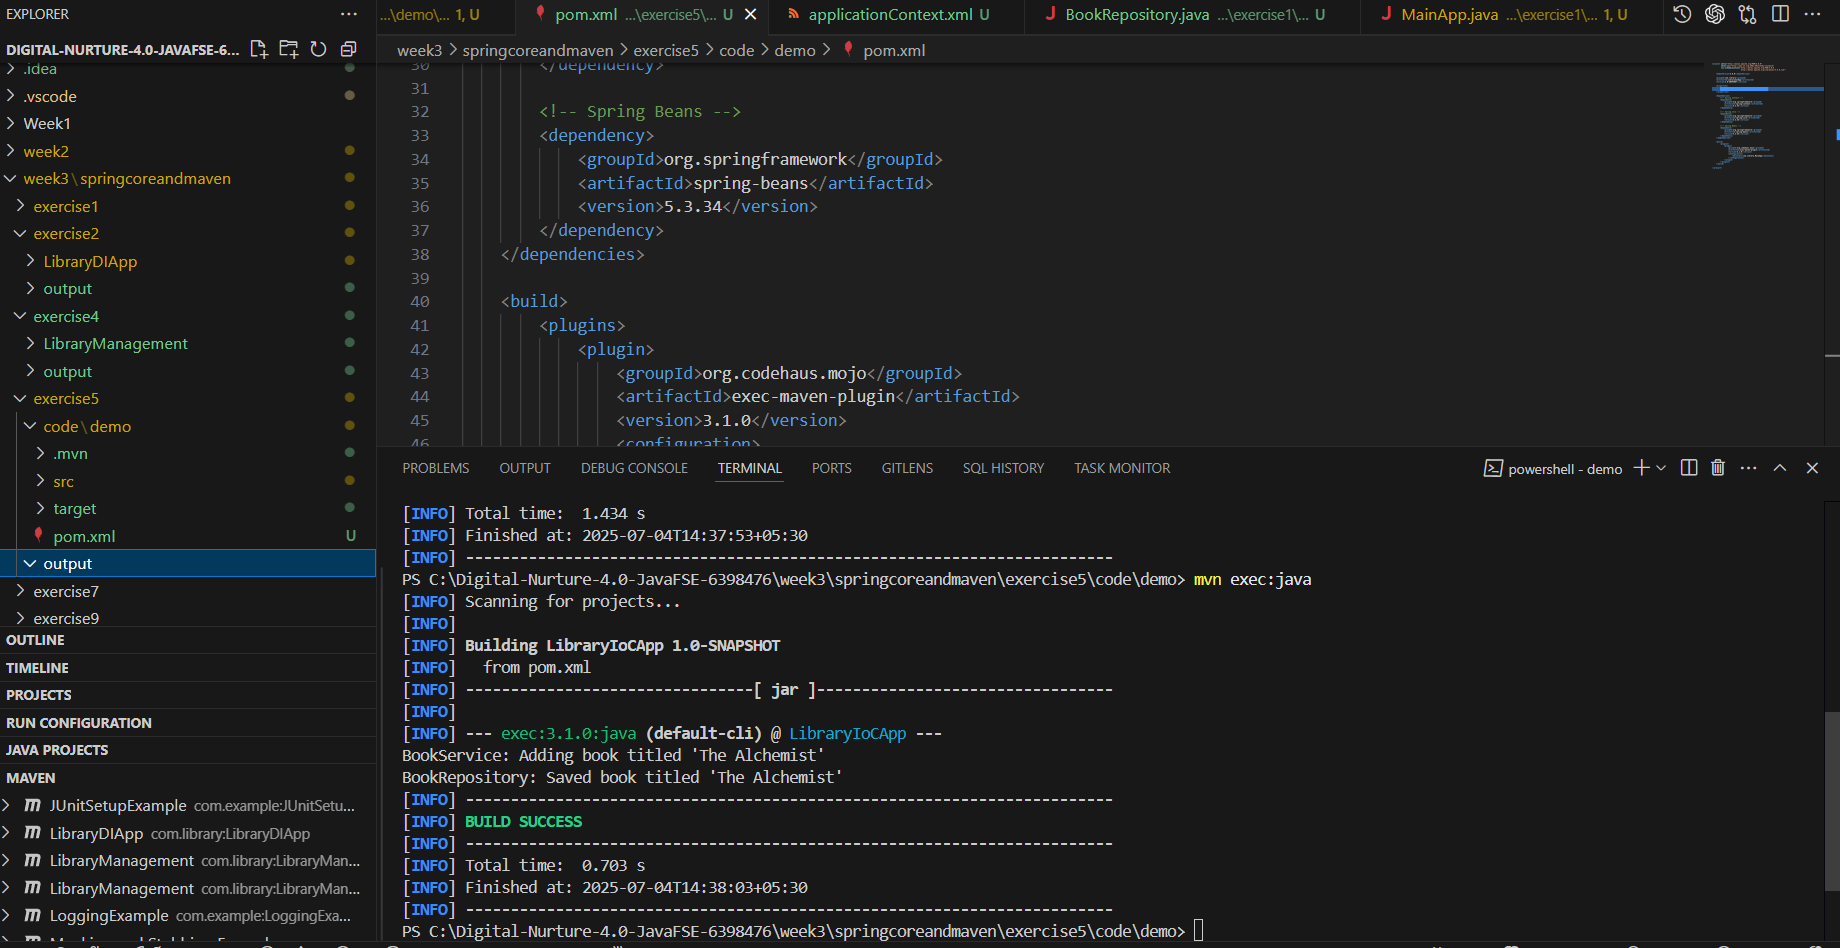 EXPLORER
DIGITAL-NURTURE-4.0-JAVAFSE-6...
.idea
.vscode
Week1
week2
week3\springcoreandmaven
exercise1
exercise2
LibraryDIApp
output
exercise4
LibraryManagement
output
exercise5
code\demo
.mvn
src
target
pom.xml U
output
exercise7
exercise9
OUTLINE
TIMELINE
PROJECTS
RUN CONFIGURATION
JAVA PROJECTS
MAVEN
JUnitSetupExample com.example:JUnitSetu...
LibraryDIApp com.library:LibraryDIApp
LibraryManagement com.library:LibraryMan...
LibraryManagement com.library:LibraryMan...
LoggingExample com.example:LoggingExa...
...\demo\... 1, U
pom.xml ...\exercise5\... U
applicationContext.xml U
BookRepository.java ...\exercise1\... U
MainApp.java ...\exercise1\... 1, U
week3 > springcoreandmaven > exercise5 > code > demo > pom.xml
30 </dependency>
31
32 <!-- Spring Beans -->
33 <dependency>
34 <groupId>org.springframework</groupId>
35 <artifactId>spring-beans</artifactId>
36 <version>5.3.34</version>
37 </dependency>
38 </dependencies>
39
40 <build>
41 <plugins>
42 <plugin>
43 <groupId>org.codehaus.mojo</groupId>
44 <artifactId>exec-maven-plugin</artifactId>
45 <version>3.1.0</version>
46 <configuration>
PROBLEMS OUTPUT DEBUG CONSOLE TERMINAL PORTS GITLENS SQL HISTORY TASK MONITOR
powershell - demo
[INFO] Total time:  1.434 s
[INFO] Finished at: 2025-07-04T14:37:53+05:30
[INFO] ------------------------------------------------------------------------
PS C:\Digital-Nurture-4.0-JavaFSE-6398476\week3\springcoreandmaven\exercise5\code\demo> mvn exec:java
[INFO] Scanning for projects...
[INFO]
[INFO] Building LibraryIoCApp 1.0-SNAPSHOT
[INFO]   from pom.xml
[INFO] --------------------------------[ jar ]---------------------------------
[INFO]
[INFO] --- exec:3.1.0:java (default-cli) @ LibraryIoCApp ---
BookService: Adding book titled 'The Alchemist'
BookRepository: Saved book titled 'The Alchemist'
[INFO] ------------------------------------------------------------------------
[INFO] BUILD SUCCESS
[INFO] ------------------------------------------------------------------------
[INFO] Total time:  0.703 s
[INFO] Finished at: 2025-07-04T14:38:03+05:30
[INFO] ------------------------------------------------------------------------
PS C:\Digital-Nurture-4.0-JavaFSE-6398476\week3\springcoreandmaven\exercise5\code\demo>